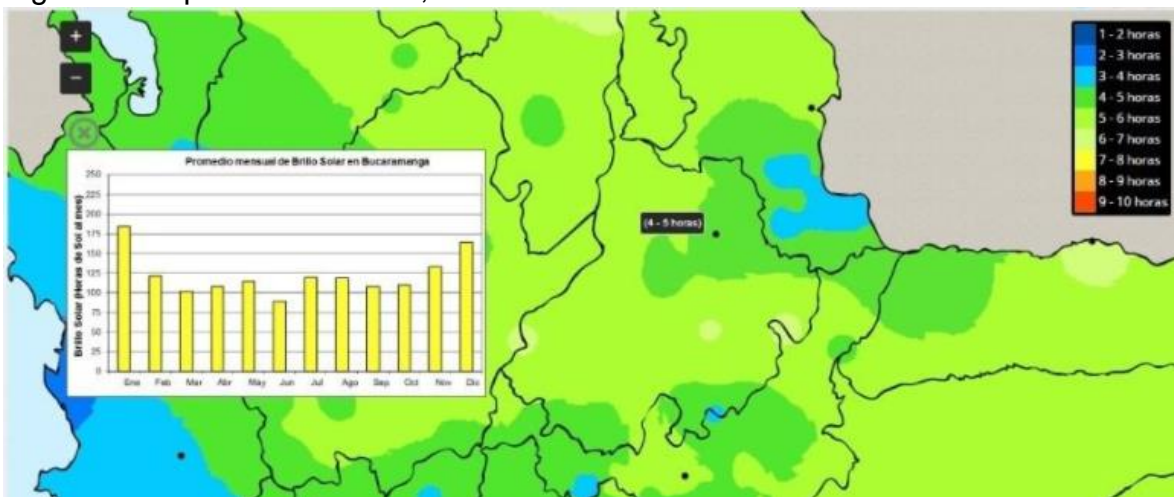 +
1 - 2 horas
2 - 3 horas
3 - 4 horas
4 - 5 horas
5 - 6 horas
6 - 7 horas
7 - 8 horas
8 - 9 horas
9 - 10 horas
−
Promedio mensual de Brillo Solar en Bucaramanga
Brillo Solar (Horas de Sol al mes)
250
225
200
175
150
125
100
75
50
25
0
Ene Feb Mar Abr May Jun Jul Ago Sep Oct Nov Dic
(4 - 5 horas)